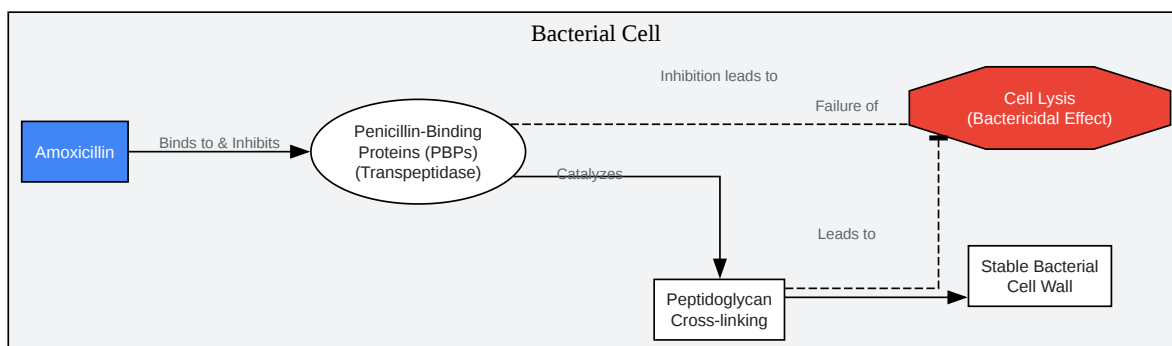 Bacterial Cell
Inhibition leads to
Failure of
Cell Lysis
(Bactericidal Effect)
Amoxicillin
Binds to & Inhibits
Penicillin-Binding
Proteins (PBPs)
(Transpeptidase)
Catalyzes
Leads to
Peptidoglycan
Cross-linking
Stable Bacterial
Cell Wall